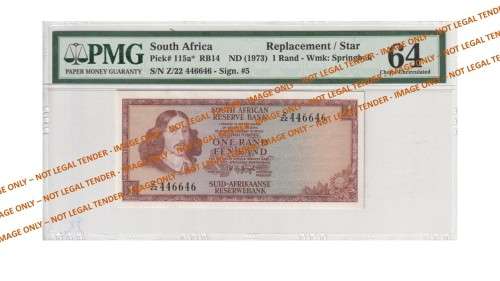 PMG
PAPER MONEY GUARANTY
South Africa Replacement / Star
Pick# 115a* RB14 ND (1973) 1 Rand - Wmk: Springbok
S/N Z/22 446646 - Sign. #5
64
Choice Uncirculated
SOUTH AFRICAN
RESERVE BANK
Z/22 446646
ONE RAND
EEN RAND
Z/22 446646
SUID-AFRIKAANSE
RESERWEBANK
IMAGE ONLY – NOT LEGAL TENDER - IMAGE ONLY – NOT LEGAL TENDER - IMAGE ONLY – NOT LEGAL TENDER